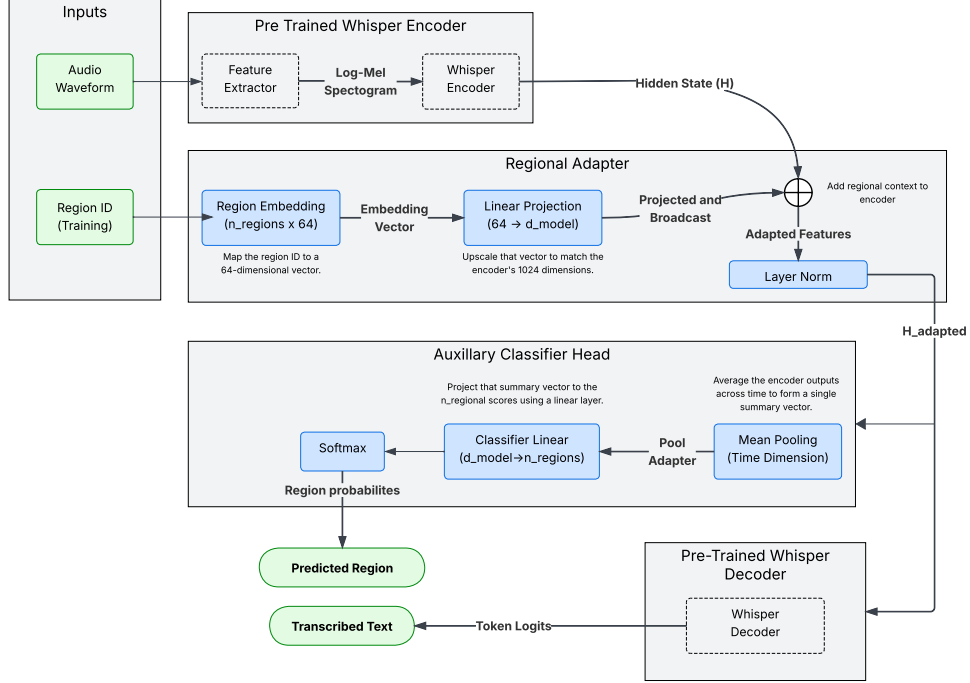 Inputs
Audio
Waveform
Region ID
(Training)
Pre Trained Whisper Encoder
Feature
Extractor
Log-Mel
Spectogram
Whisper
Encoder
Hidden State (H)
Regional Adapter
Region Embedding
(n_regions x 64)
Map the region ID to a
64-dimensional vector.
Embedding
Vector
Linear Projection
(64 → d_model)
Upscale that vector to match the
encoder's 1024 dimensions.
Projected and
Broadcast
Add regional context to
encoder
Adapted Features
Layer Norm
H_adapted
Auxillary Classifier Head
Average the encoder outputs
across time to form a single
summary vector.
Mean Pooling
(Time Dimension)
Pool
Adapter
Project that summary vector to the
n_regional scores using a linear layer.
Classifier Linear
(d_model→n_regions)
Softmax
Region probabilites
Predicted Region
Pre-Trained Whisper
Decoder
Whisper
Decoder
Token Logits
Transcribed Text